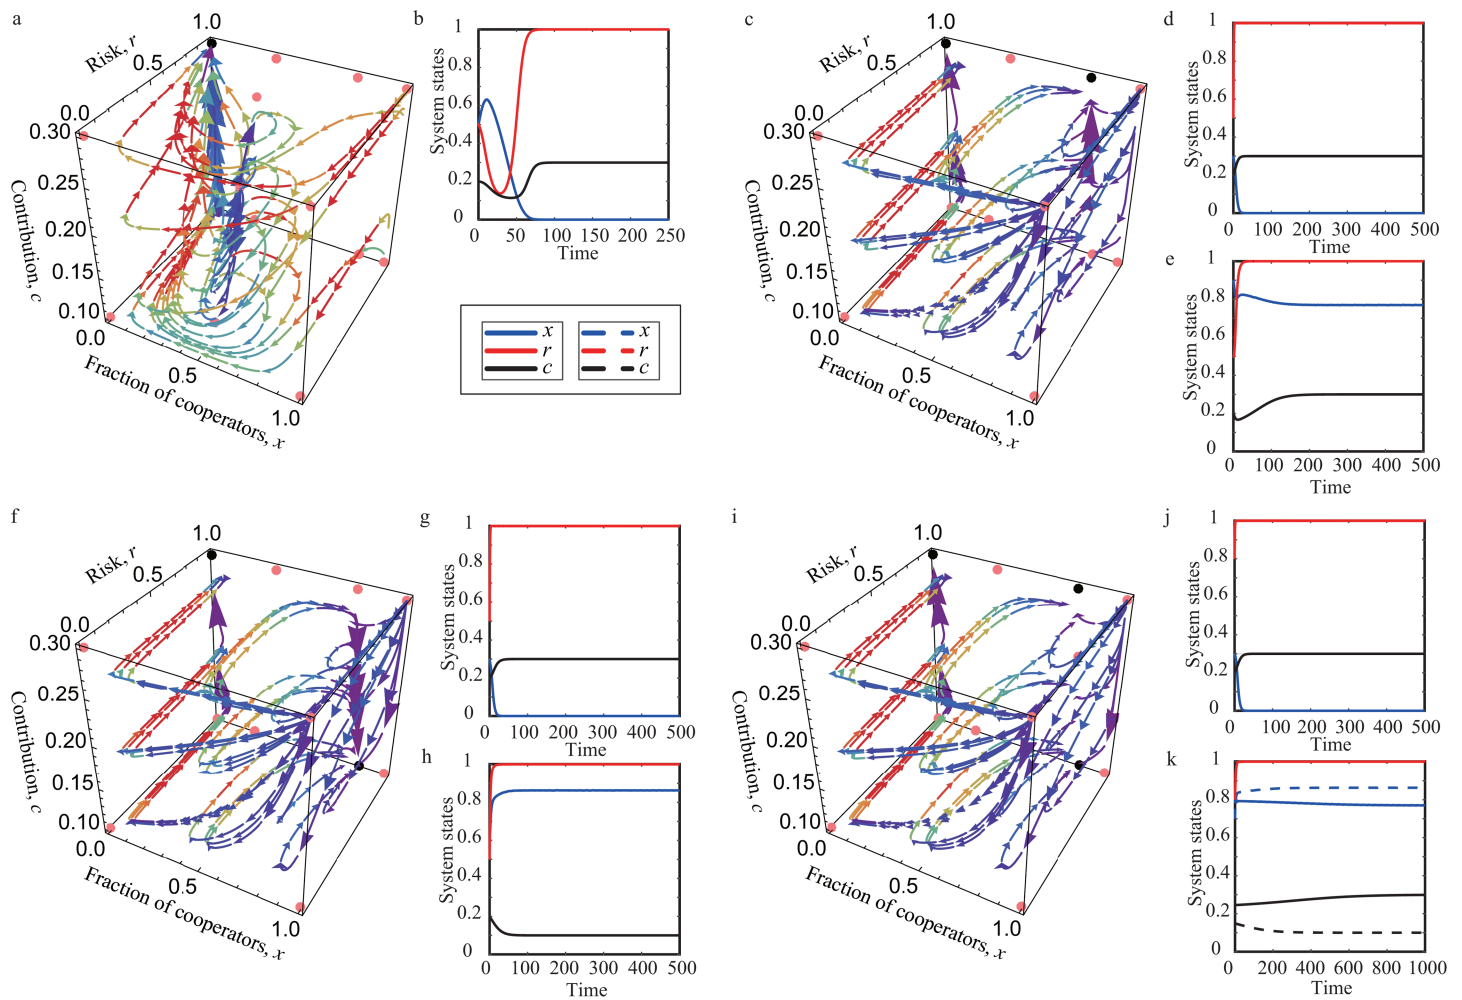 a
1.0
Risk, r
0.5
0.0
0.30
0.25
0.20
0.15
0.10
Contribution, c
0.0
0.5
1.0
Fraction of cooperators, x
b
System states
1
0.8
0.6
0.4
0.2
0
0 50 100 150 200 250
Time
x x
r r
c c
c
1.0
Risk, r
0.5
0.0
0.30
0.25
0.20
0.15
0.10
Contribution, c
0.0
0.5
1.0
Fraction of cooperators, x
d
System states
1
0.8
0.6
0.4
0.2
0
0 100 200 300 400 500
Time
e
System states
1
0.8
0.6
0.4
0.2
0
0 100 200 300 400 500
Time
f
1.0
Risk, r
0.5
0.0
0.30
0.25
0.20
0.15
0.10
Contribution, c
0.0
0.5
1.0
Fraction of cooperators, x
g
System states
1
0.8
0.6
0.4
0.2
0
0 100 200 300 400 500
Time
h
System states
1
0.8
0.6
0.4
0.2
0
0 100 200 300 400 500
Time
i
1.0
Risk, r
0.5
0.0
0.30
0.25
0.20
0.15
0.10
Contribution, c
0.0
0.5
1.0
Fraction of cooperators, x
j
System states
1
0.8
0.6
0.4
0.2
0
0 100 200 300 400 500
Time
k
System states
1
0.8
0.6
0.4
0.2
0
0 200 400 600 800 1000
Time